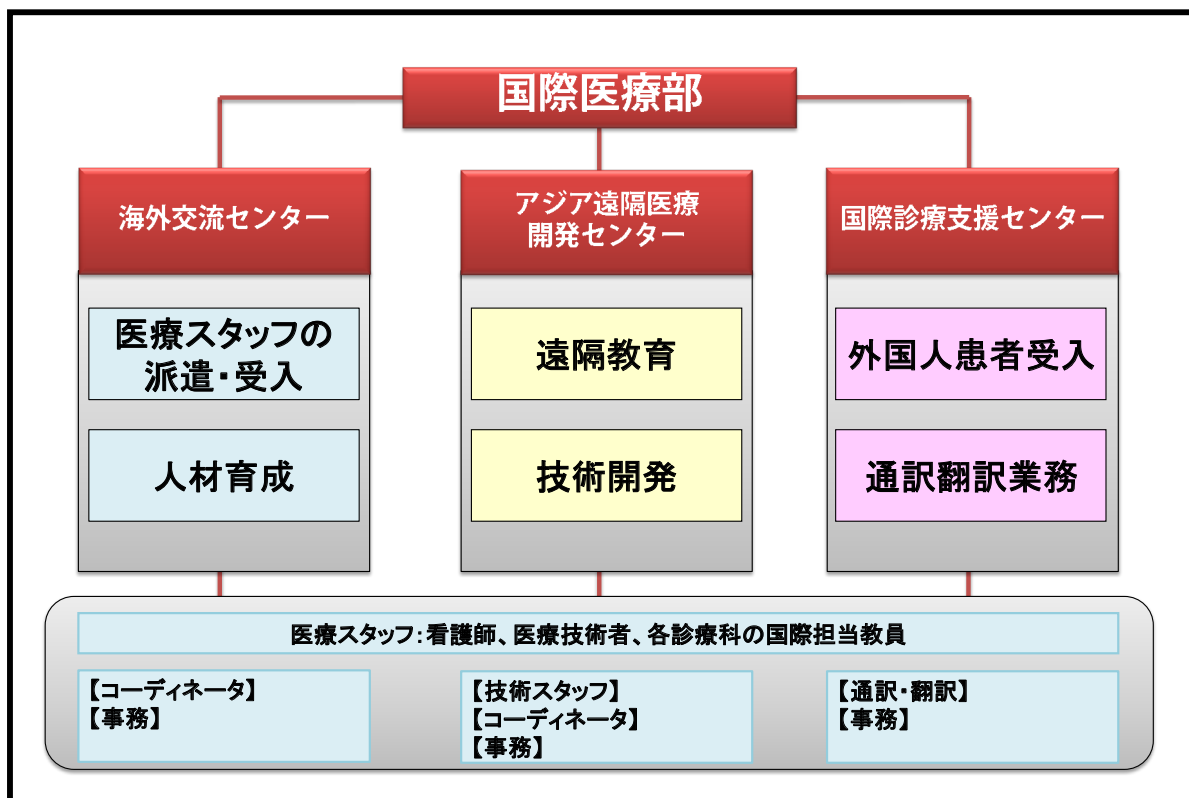 国際医療部
海外交流センター
アジア遠隔医療
開発センター
国際診療支援センター
医療スタッフの
派遣・受入
遠隔教育
外国人患者受入
人材育成
技術開発
通訳翻訳業務
医療スタッフ：看護師、医療技術者、各診療科の国際担当教員
【コーディネータ】
【事務】
【技術スタッフ】
【コーディネータ】
【事務】
【通訳・翻訳】
【事務】